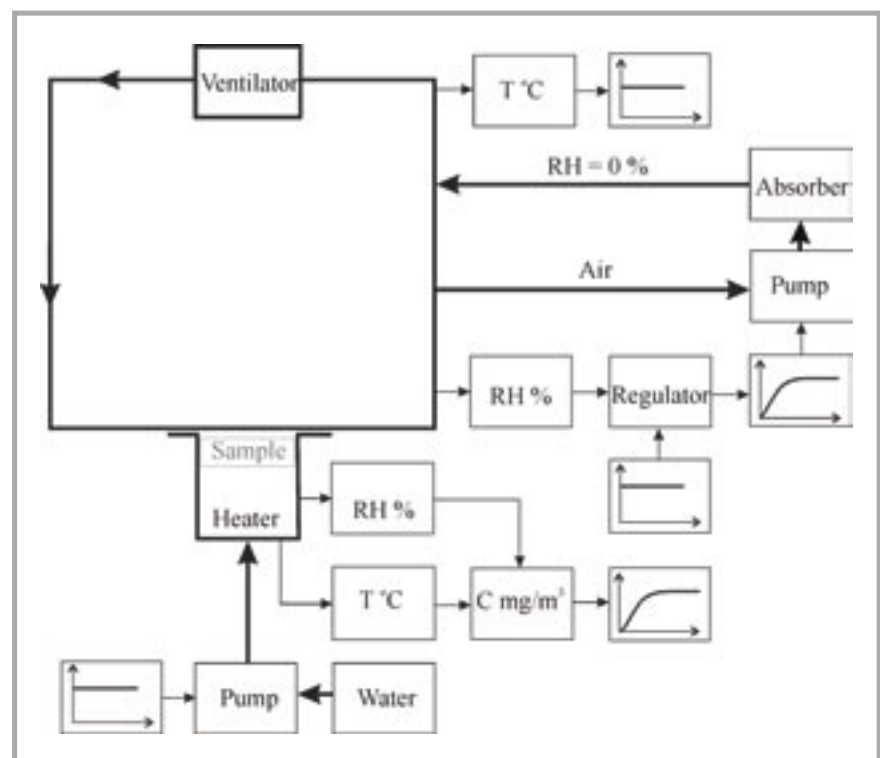 Ventilator
T °C
RH = 0 %
Absorber
Air
Pump
RH %
Regulator
Sample
Heater
RH %
T °C
C mg/m³
Pump
Water